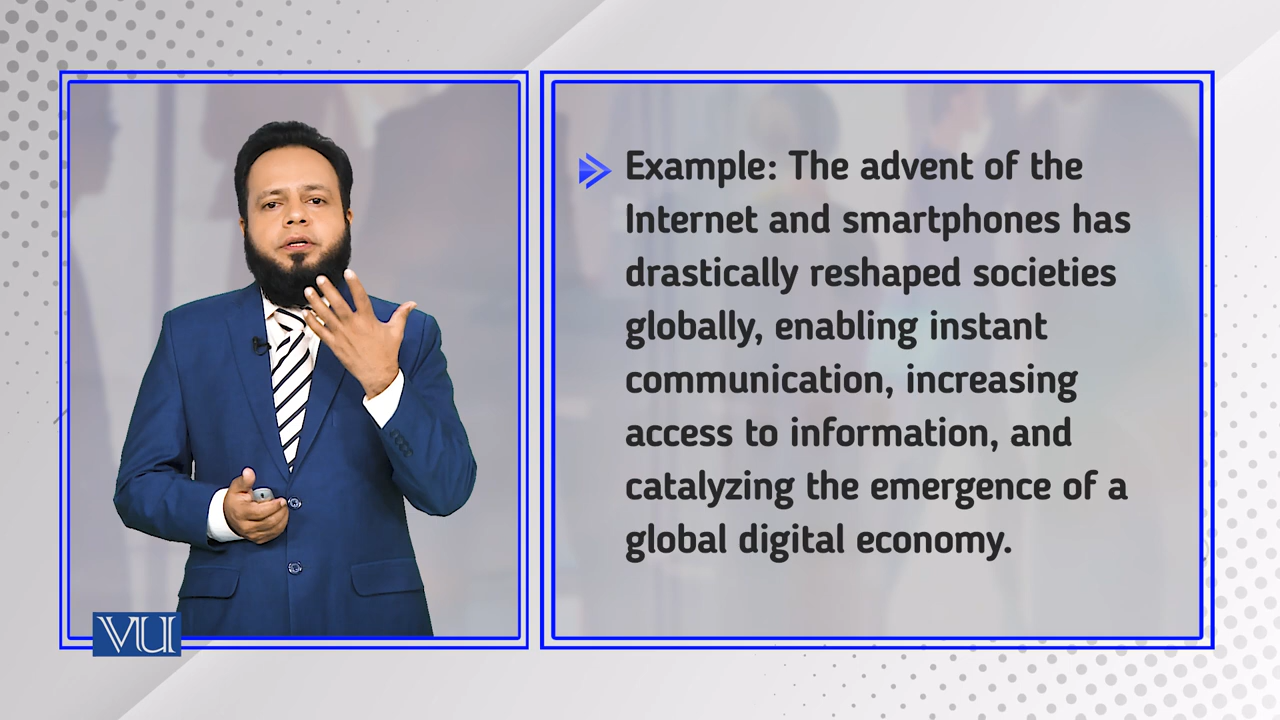 Example: The advent of the
Internet and smartphones has
drastically reshaped societies
globally, enabling instant
communication, increasing
access to information, and
catalyzing the emergence of a
global digital economy.
VU